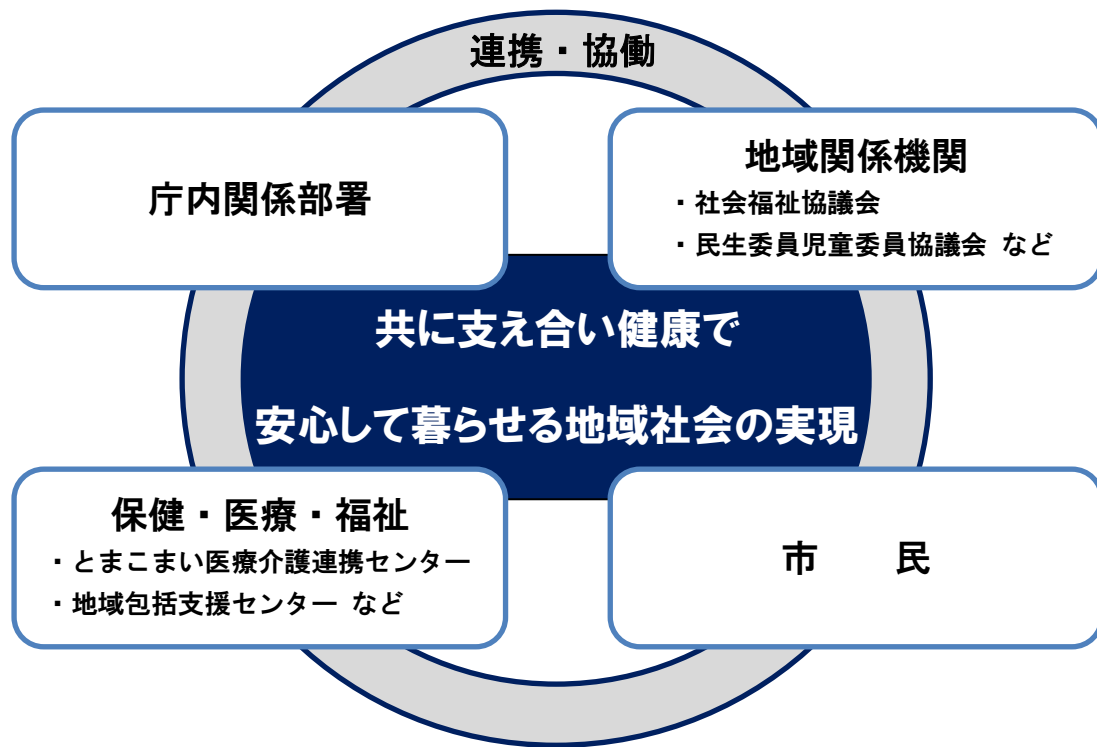 連携・協働
庁内関係部署
地域関係機関
・社会福祉協議会
・民生委員児童委員協議会 など
共に支え合い健康で
安心して暮らせる地域社会の実現
保健・医療・福祉
・とまこまい医療介護連携センター
・地域包括支援センター など
市　　民